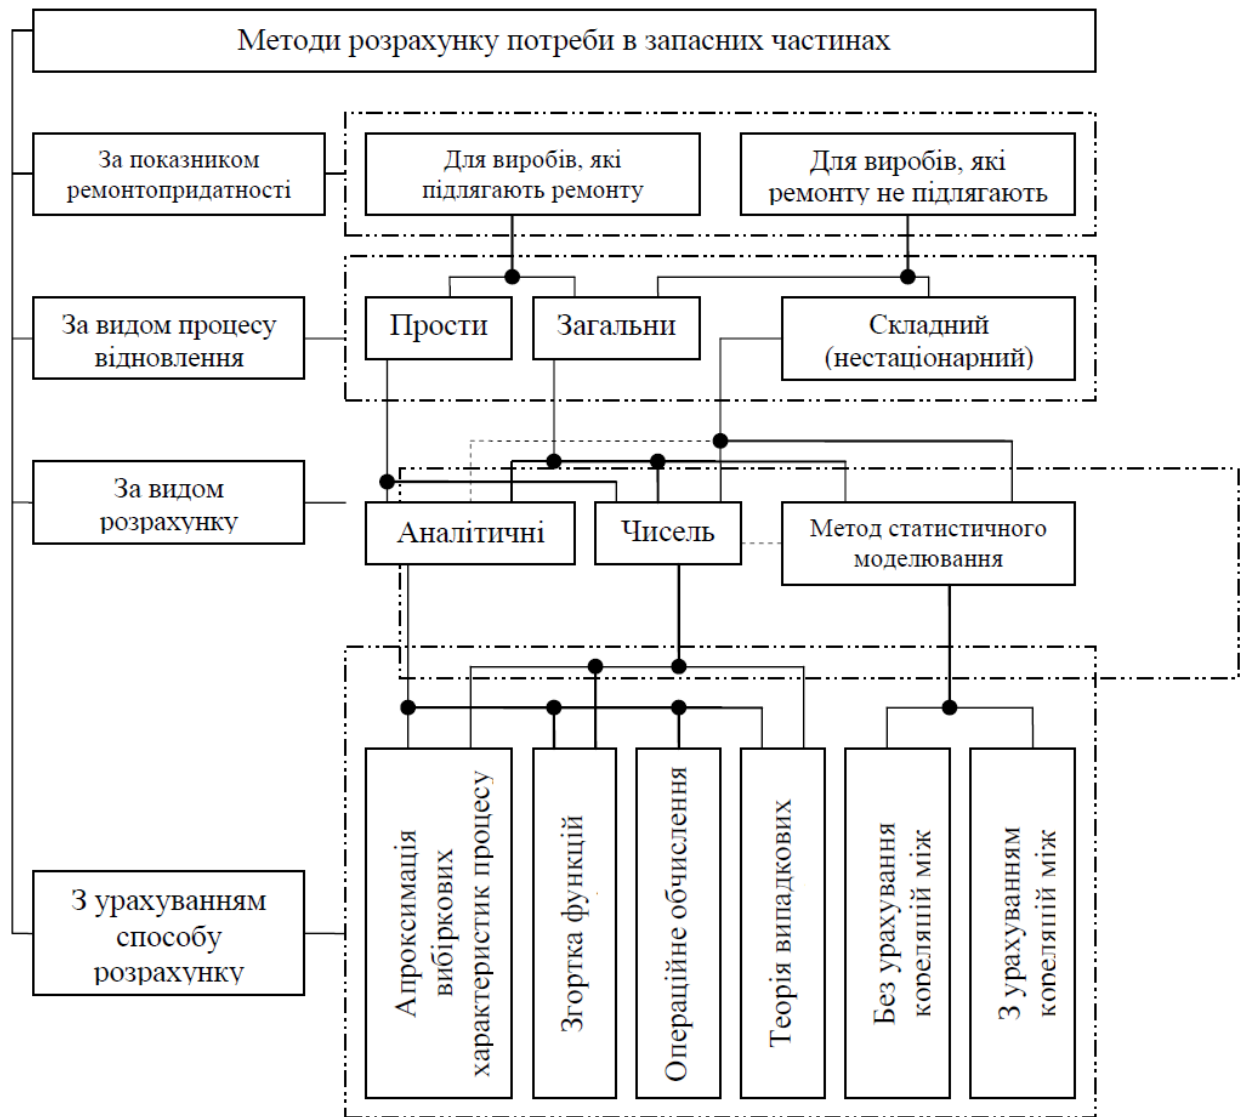 Методи розрахунку потреби в запасних частинах
За показником
ремонтопридатності
Для виробів, які
підлягають ремонту
Для виробів, які
ремонту не підлягають
За видом процесу
відновлення
Прости
Загальни
Складний
(нестаціонарний)
За видом
розрахунку
Аналітичні
Чисель
Метод статистичного
моделювання
З урахуванням
способу
розрахунку
Апроксимація
вибіркових
характеристик процесу
Згортка функцій
Операційне обчислення
Теорія випадкових
Без урахування
кореляцій між
З урахуванням
кореляцій між